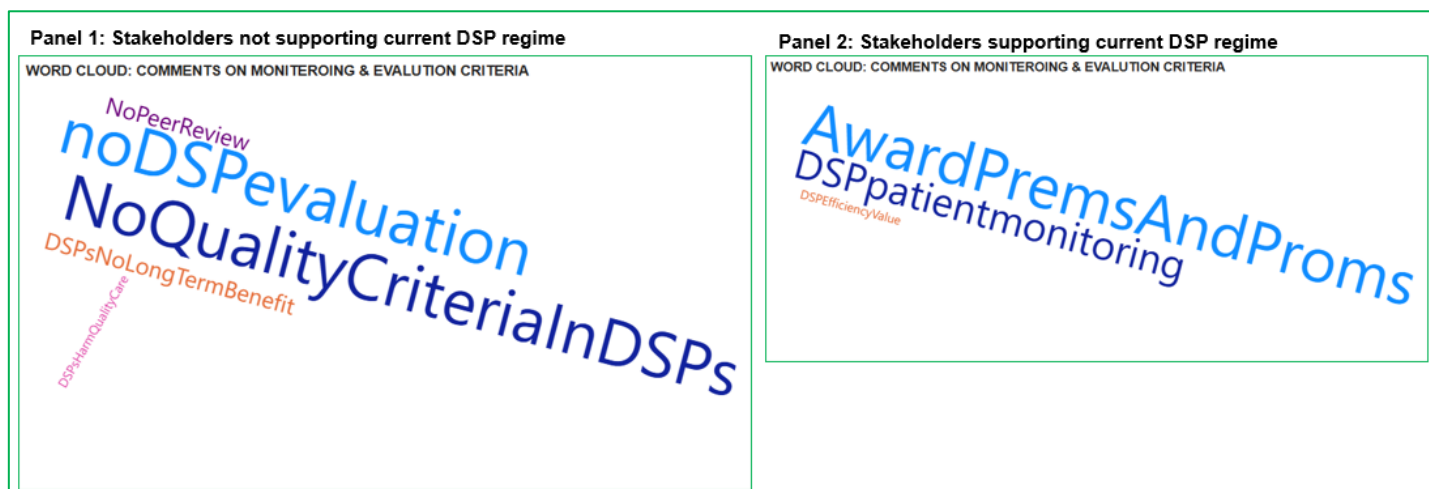 Panel 1: Stakeholders not supporting current DSP regime
WORD CLOUD: COMMENTS ON MONITEROING & EVALUTION CRITERIA
NoPeerReview
noDSPevaluation
NoQualityCriteriaInDSPs
DSPsNoLongTermBenefit
DSPsHarmQualityCare
Panel 2: Stakeholders supporting current DSP regime
WORD CLOUD: COMMENTS ON MONITEROING & EVALUTION CRITERIA
AwardPremsAndProms
DSPpatientmonitoring
DSPEfficiencyValue